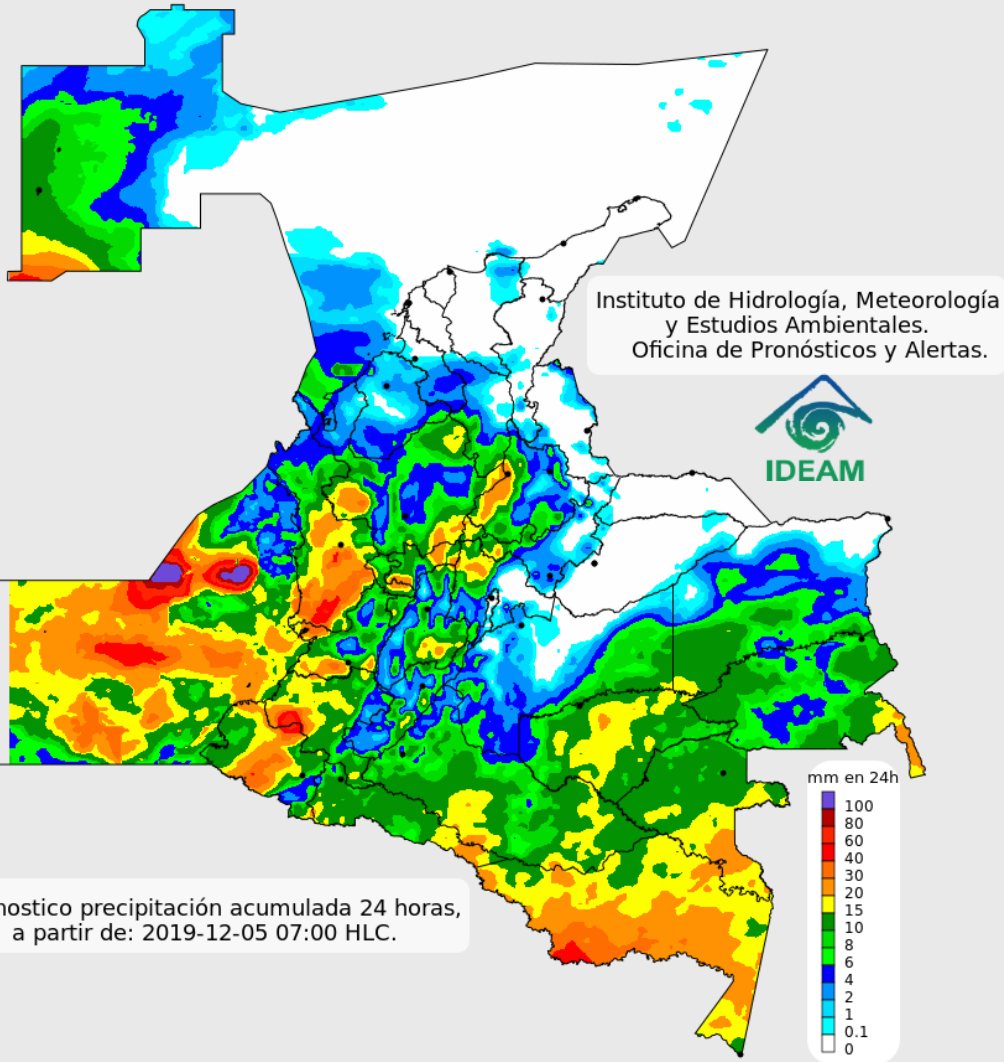 Instituto de Hidrología, Meteorología
y Estudios Ambientales.
Oficina de Pronósticos y Alertas.
IDEAM
mm en 24h
100
80
60
40
30
20
15
10
8
6
4
2
1
0.1
0
nostico precipitación acumulada 24 horas,
a partir de: 2019-12-05 07:00 HLC.